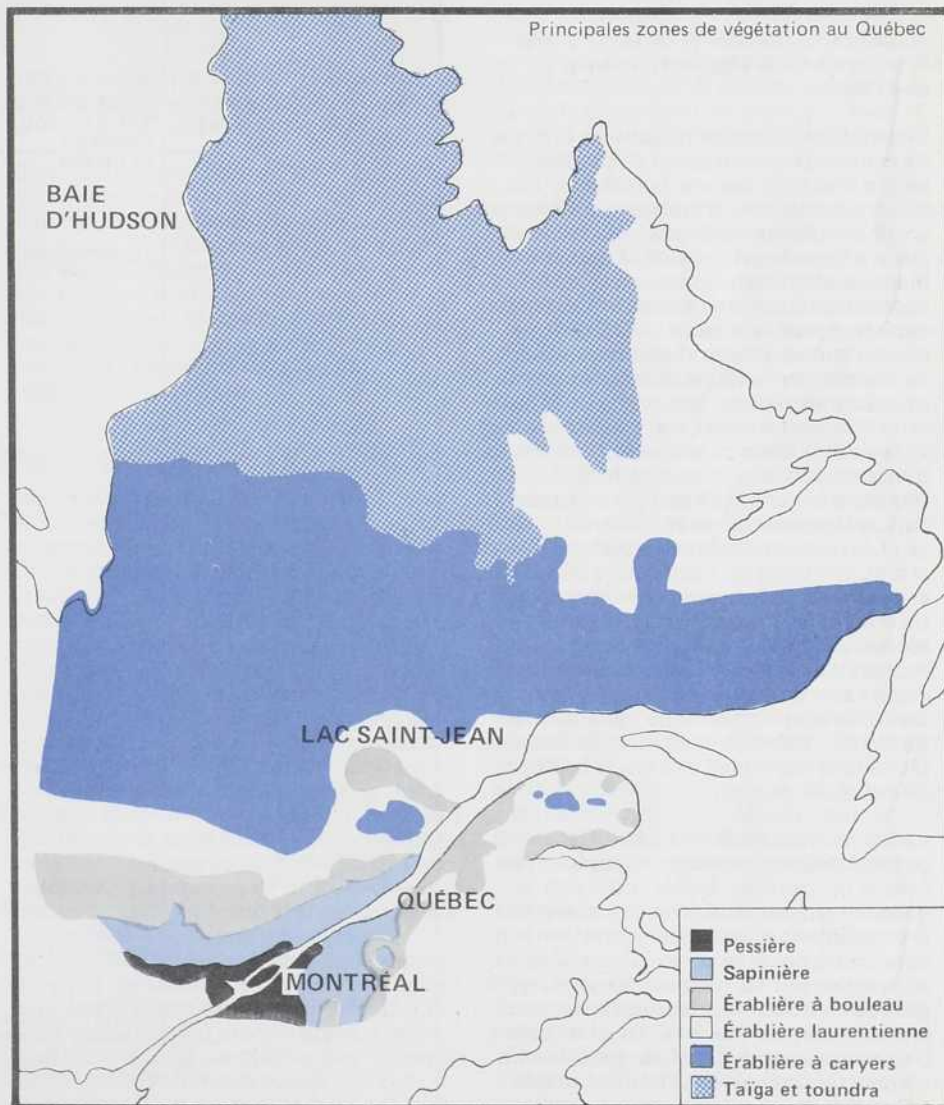 Principales zones de végétation au Québec
BAIE
D'HUDSON
LAC SAINT-JEAN
QUÉBEC
MONTRÉAL
Pessière
Sapinière
Érablière à bouleau
Érablière laurentienne
Érablière à caryers
Taïga et toundra